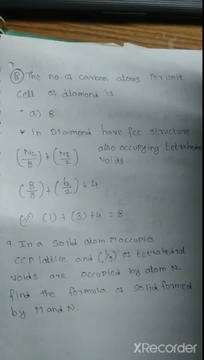 ⑧ The no. of carbon atoms per unit
cell of diamond is
a) 8
* in Diamond have fcc structure
also occupying tetrahedral
voids
(Nc/8) + (Nf/2)
(8/8) + (6/2) + 4
(1) + (3) + 4 = 8
9. In a solid atom M occupies
CCP lattice and (1/3) of tetrahedral
voids are occupied by atom N.
find the formula of solid formed
by M and N.
XRecorder